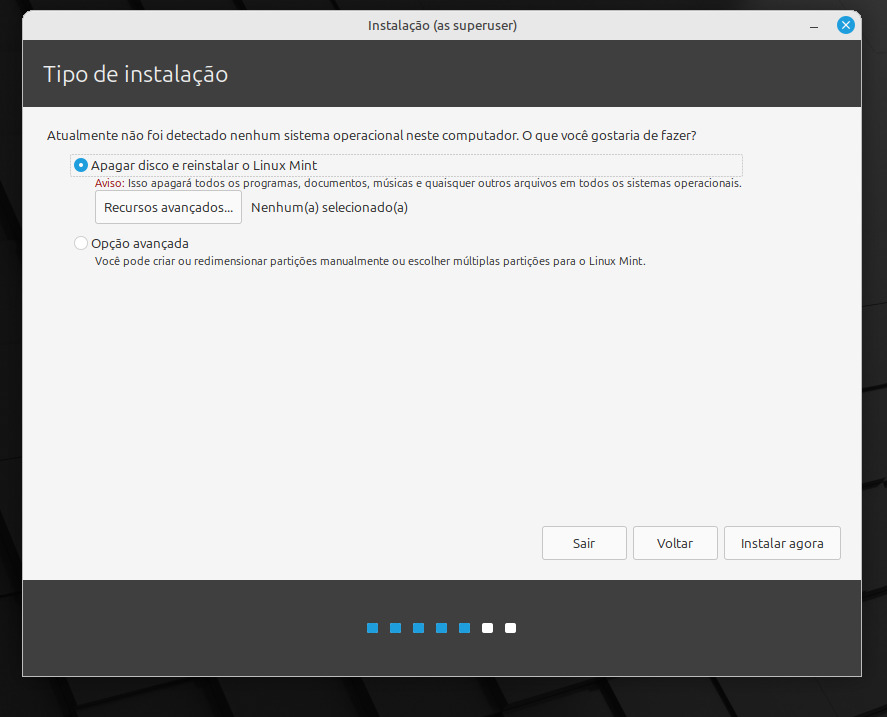 Instalação (as superuser)
Tipo de instalação
Atualmente não foi detectado nenhum sistema operacional neste computador. O que você gostaria de fazer?
Apagar disco e reinstalar o Linux Mint
Aviso: Isso apagará todos os programas, documentos, músicas e quaisquer outros arquivos em todos os sistemas operacionais.
Recursos avançados... Nenhum(a) selecionado(a)
Opção avançada
Você pode criar ou redimensionar partições manualmente ou escolher múltiplas partições para o Linux Mint.
Sair Voltar Instalar agora